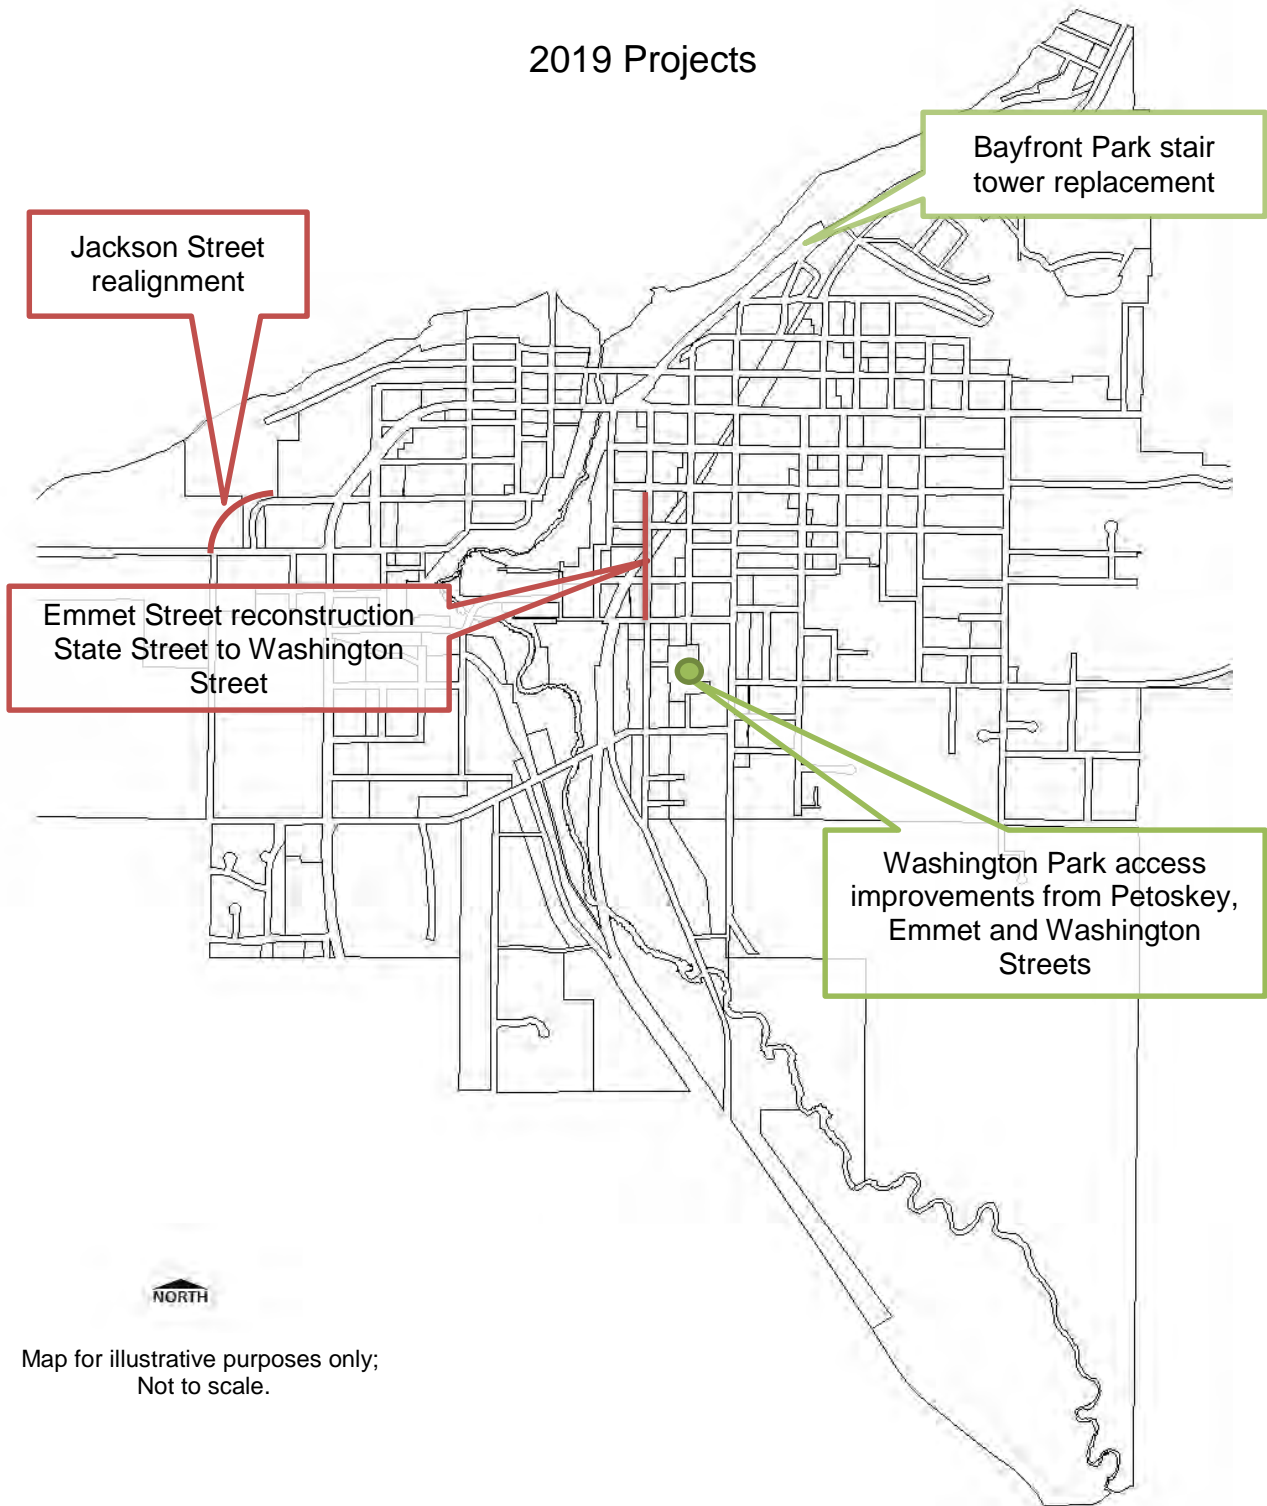 2019 Projects
Bayfront Park stair
tower replacement
Jackson Street
realignment
Emmet Street reconstruction
State Street to Washington
Street
Washington Park access
improvements from Petoskey,
Emmet and Washington
Streets
NORTH
Map for illustrative purposes only;
Not to scale.